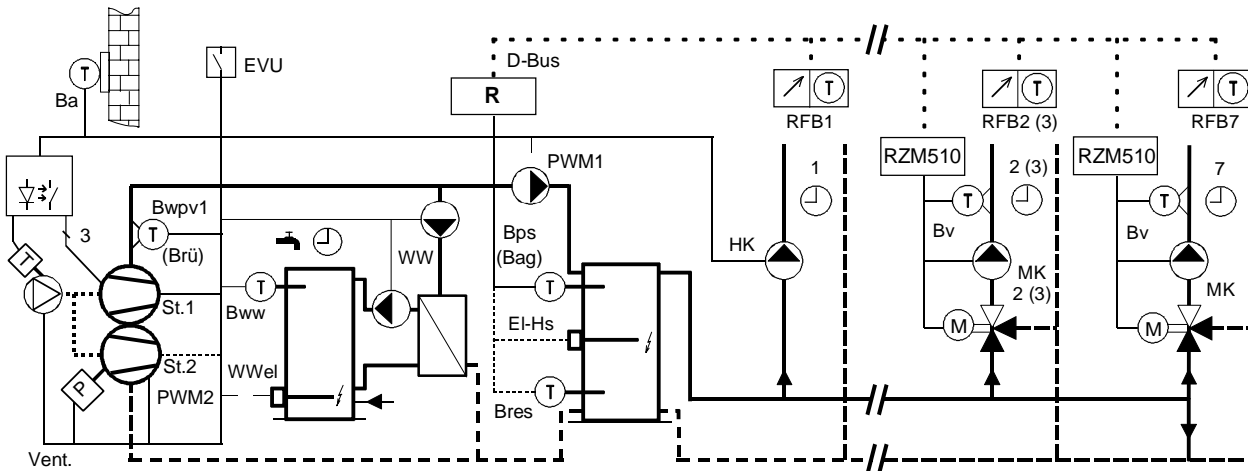 D-Bus
EVU
T
Ba
R
T
T
T
RFB1
RFB2 (3)
RFB7
RZM510
RZM510
PWM1
1
2 (3)
7
Bwpv1
3
T
(Brü)
T
T
Bv
Bv
WW
Bps
(Bag)
HK
T
T
St.1
Bww
T
MK
2 (3)
MK
El-Hs
M
M
St.2
P
WWel
PWM2
Bres
T
Vent.